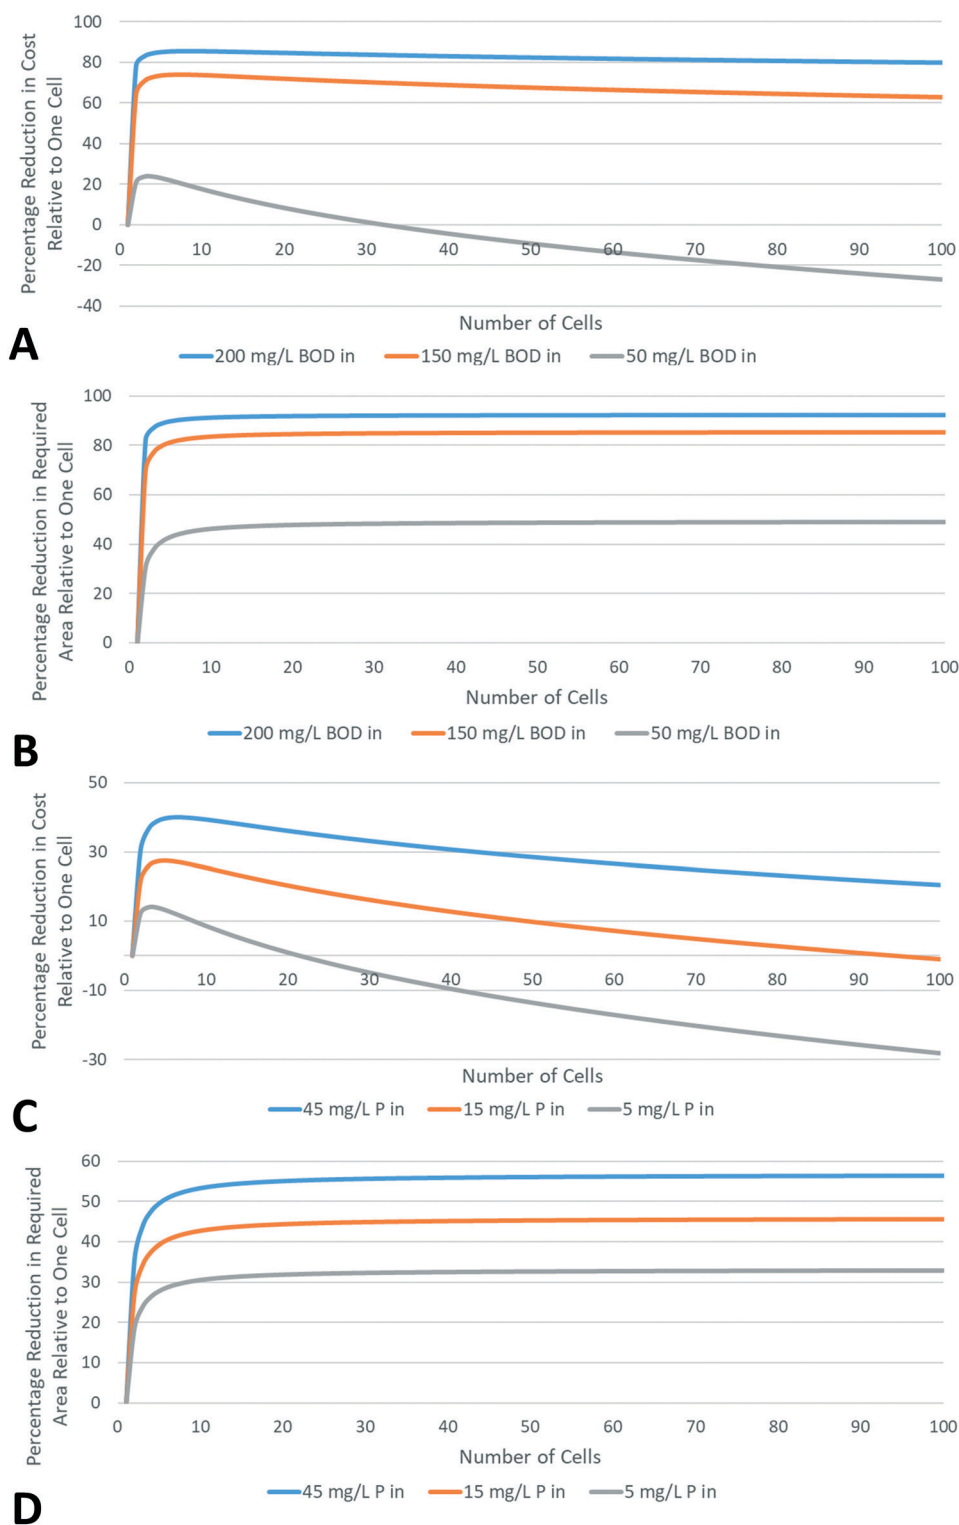 Percentage Reduction in Cost
Relative to One Cell
100
80
60
40
20
0
-20
-40
0 10 20 30 40 50 60 70 80 90 100
Number of Cells
A
200 mg/L BOD in 150 mg/L BOD in 50 mg/L BOD in
Percentage Reduction in Required
Area Relative to One Cell
100
80
60
40
20
0
0 10 20 30 40 50 60 70 80 90 100
Number of Cells
200 mg/L BOD in 150 mg/L BOD in 50 mg/L BOD in
B
Percentage Reduction in Cost
Relative to One Cell
50
30
10
-10
-30
0 10 20 30 40 50 60 70 80 90 100
Number of Cells
45 mg/L P in 15 mg/L P in 5 mg/L P in
C
Percentage Reduction in Required
Area Relative to One Cell
60
50
40
30
20
10
0
0 10 20 30 40 50 60 70 80 90 100
Number of Cells
45 mg/L P in 15 mg/L P in 5 mg/L P in
D